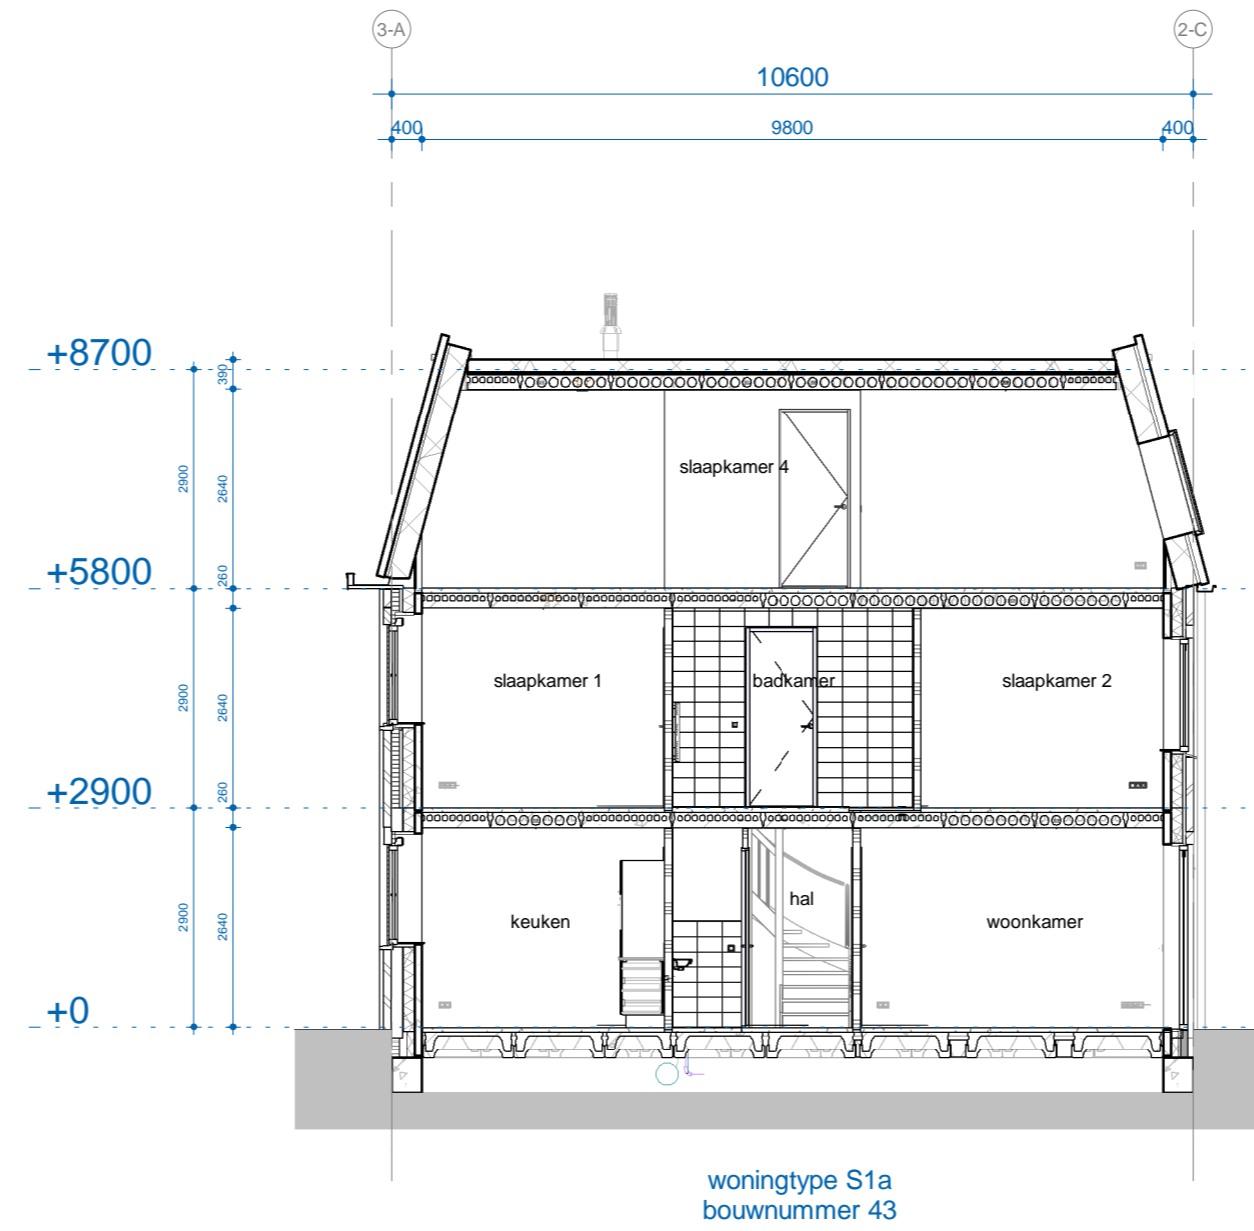 3-A
2-C
10600
400
9800
400
+8700
390
2900
2640
slaapkamer 4
+5800
260
2900
2640
slaapkamer 1
badkamer
slaapkamer 2
+2900
260
2900
2640
keuken
hal
woonkamer
+0
woningtype S1a
bouwnummer 43